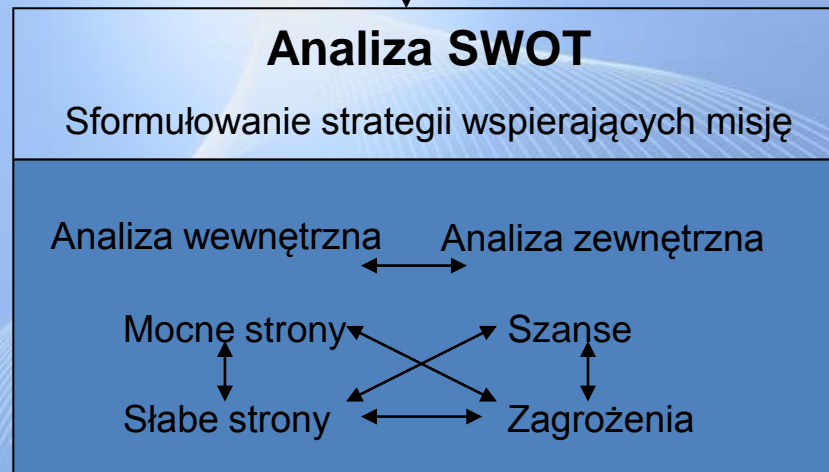 Analiza SWOT
Sformułowanie strategii wspierających misję
Analiza wewnętrzna Analiza zewnętrzna
Mocne strony Szanse
Słabe strony Zagrożenia